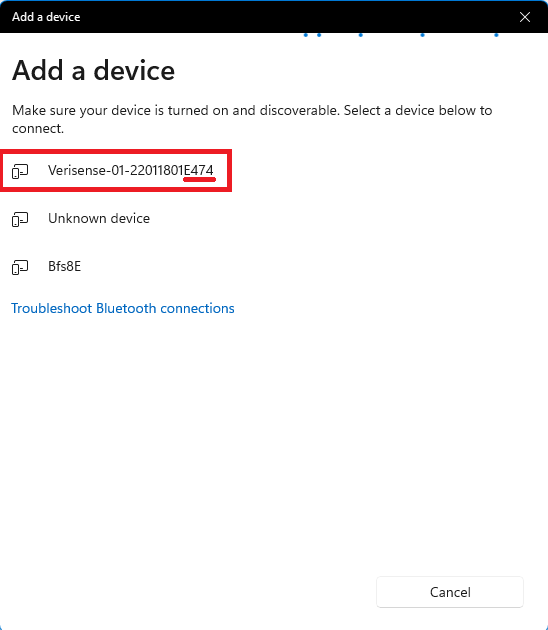 Add a device
Add a device
Make sure your device is turned on and discoverable. Select a device below to
connect.
Verisense-01-22011801E474
Unknown device
Bfs8E
Troubleshoot Bluetooth connections
Cancel